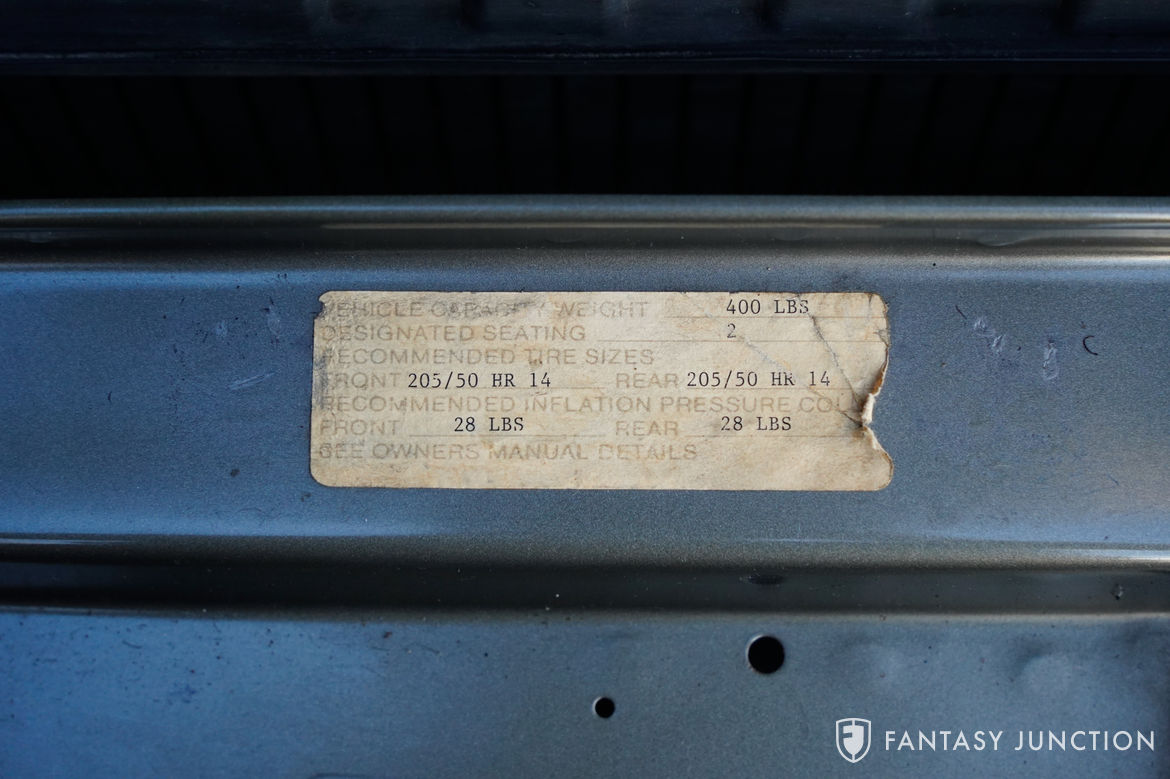 VEHICLE CAPACITY WEIGHT 400 LBS
DESIGNATED SEATING 2
RECOMMENDED TIRE SIZES
FRONT 205/50 HR 14 REAR 205/50 HR 14
RECOMMENDED INFLATION PRESSURE COL
FRONT 28 LBS REAR 28 LBS
SEE OWNERS MANUAL DETAILS
FANTASY JUNCTION